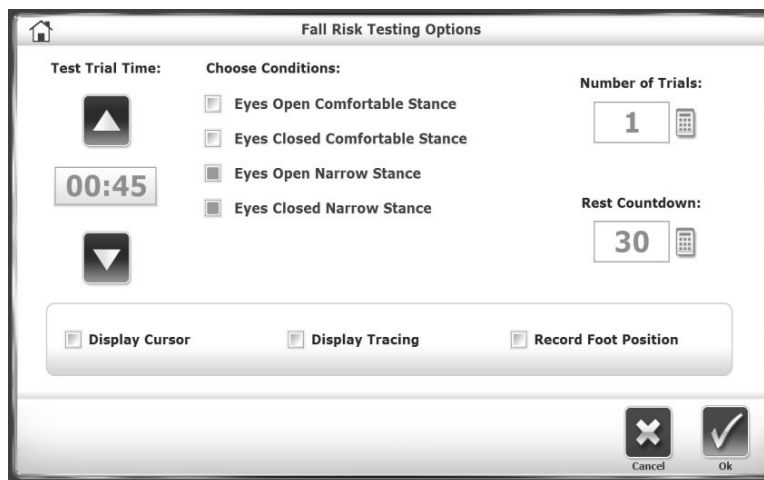 Fall Risk Testing Options
Test Trial Time:
00:45
Choose Conditions:
Eyes Open Comfortable Stance
Eyes Closed Comfortable Stance
Eyes Open Narrow Stance
Eyes Closed Narrow Stance
Number of Trials:
1
Rest Countdown:
30
Display Cursor
Display Tracing
Record Foot Position
Cancel
Ok